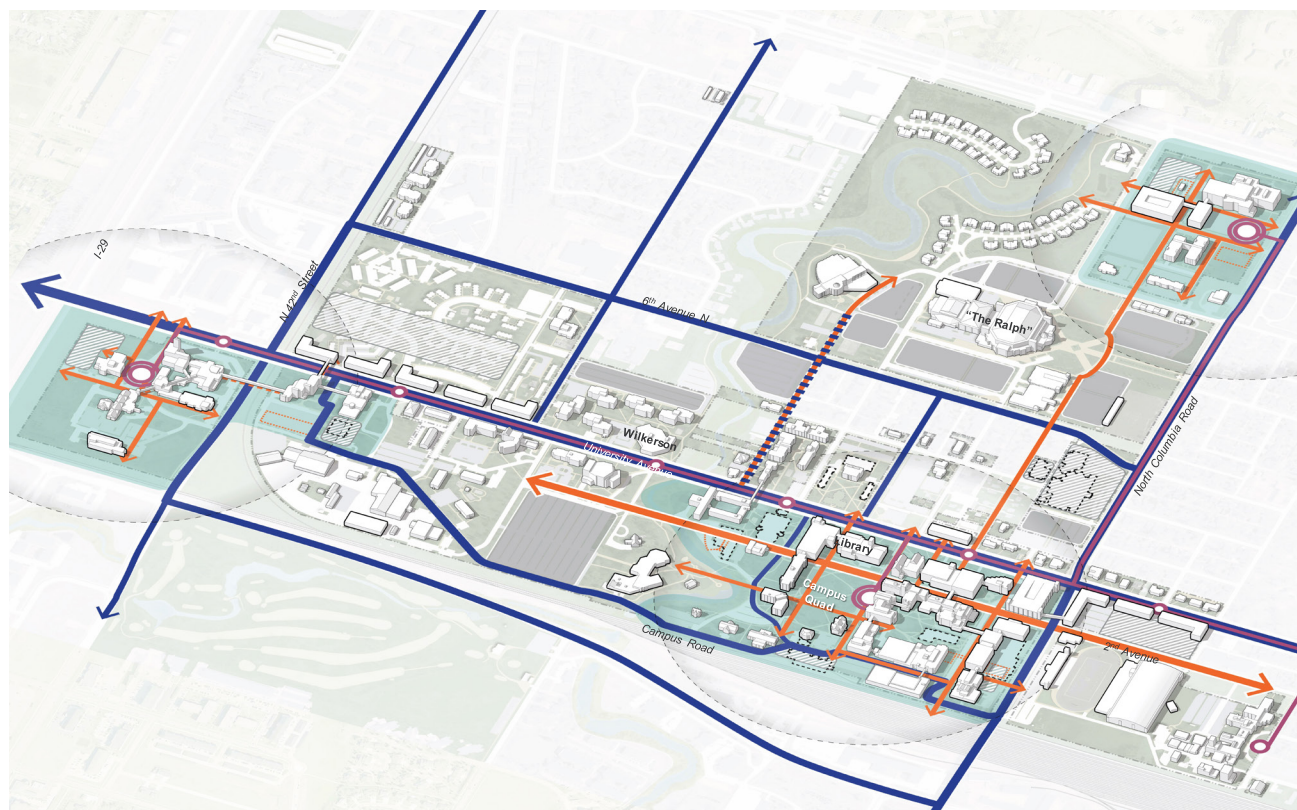 I-29
N 42nd Street
6th Avenue N
"The Ralph"
North Columbia Road
Wilkerson
University Avenue
Library
Campus
Quad
Campus Road
2nd Avenue